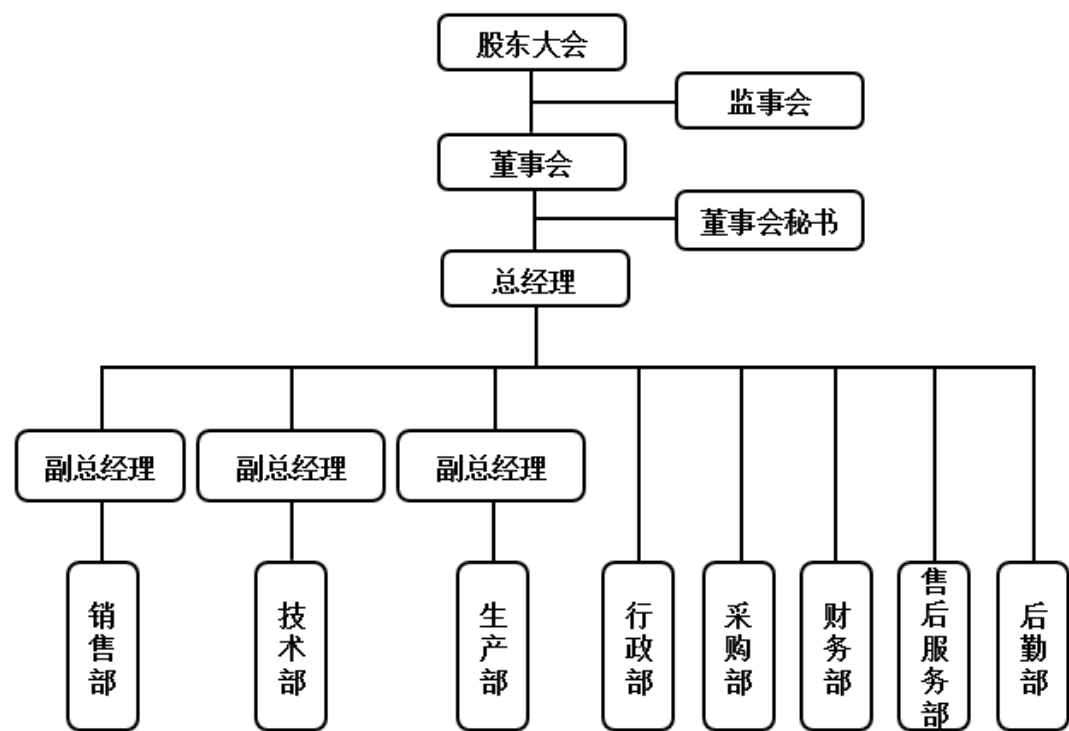 股东大会
监事会
董事会
董事会秘书
总经理
副总经理
副总经理
副总经理
销售部
技术部
生产部
行政部
采购部
财务部
售后服务部
后勤部